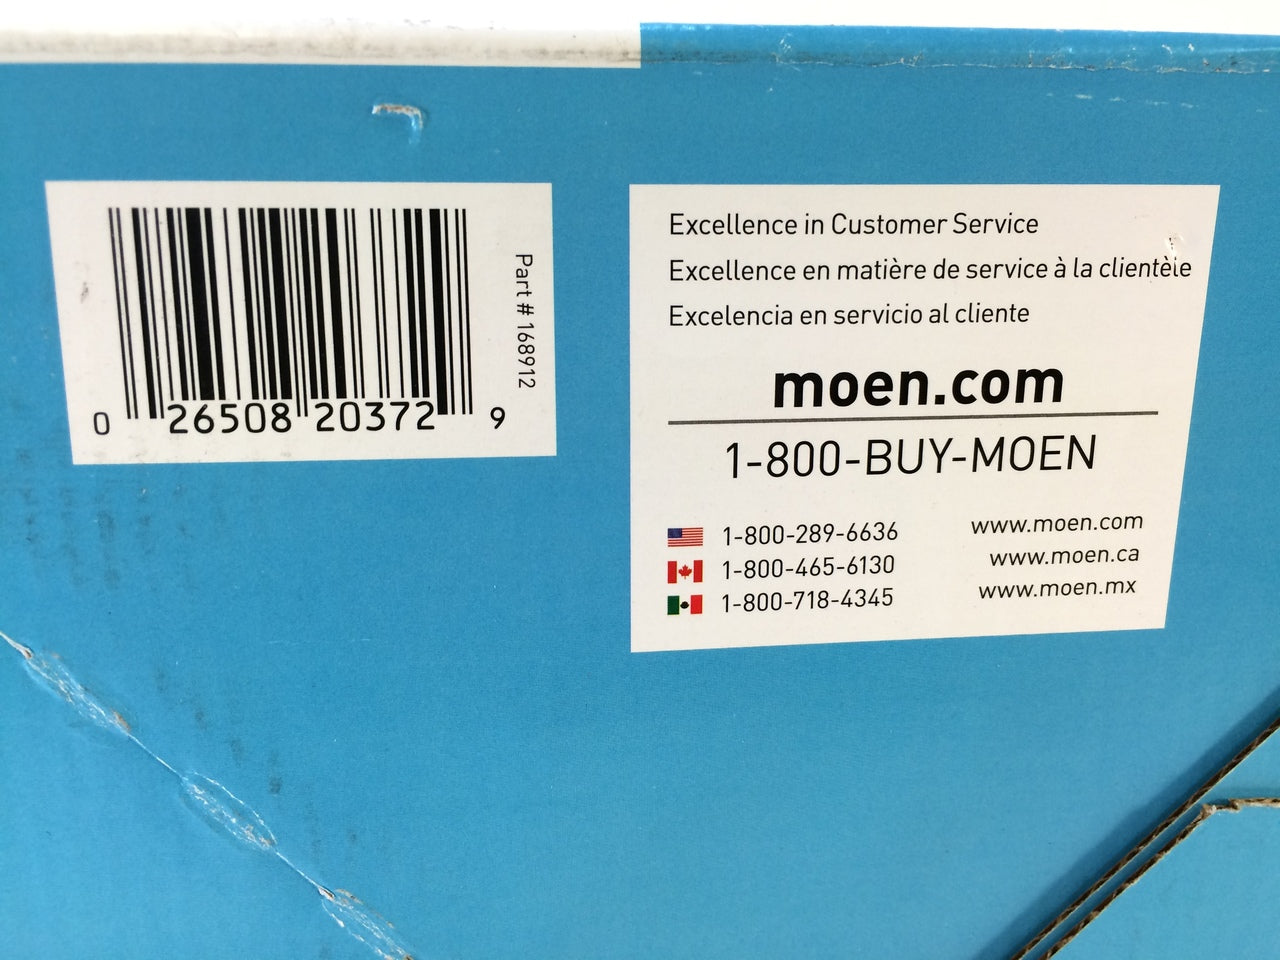 0 26508 20372 9
Part # 168912
Excellence in Customer Service
Excellence en matière de service à la clientèle
Excelencia en servicio al cliente
moen.com
1-800-BUY-MOEN
1-800-289-6636 www.moen.com
1-800-465-6130 www.moen.ca
1-800-718-4345 www.moen.mx